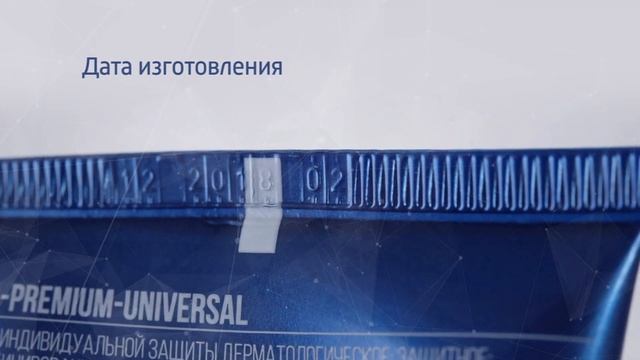 Дата изготовления
12 2018 02
-PREMIUM-UNIVERSAL
ИНДИВИДУАЛЬНОЙ ЗАЩИТЫ ДЕРМАТОЛОГИЧЕСКОЕ ЗАЩИТНОЕ